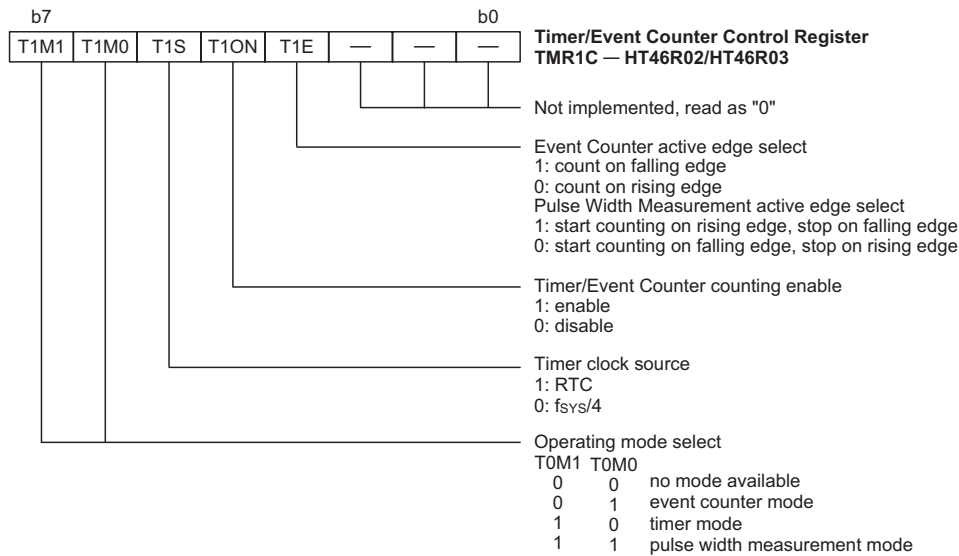 b7 b0
T1M1 T1M0 T1S T1ON T1E — — —
Timer/Event Counter Control Register
TMR1C — HT46R02/HT46R03
Not implemented, read as "0"
Event Counter active edge select
1: count on falling edge
0: count on rising edge
Pulse Width Measurement active edge select
1: start counting on rising edge, stop on falling edge
0: start counting on falling edge, stop on rising edge
Timer/Event Counter counting enable
1: enable
0: disable
Timer clock source
1: RTC
0: fSYS/4
Operating mode select
T0M1 T0M0
0 0 no mode available
0 1 event counter mode
1 0 timer mode
1 1 pulse width measurement mode